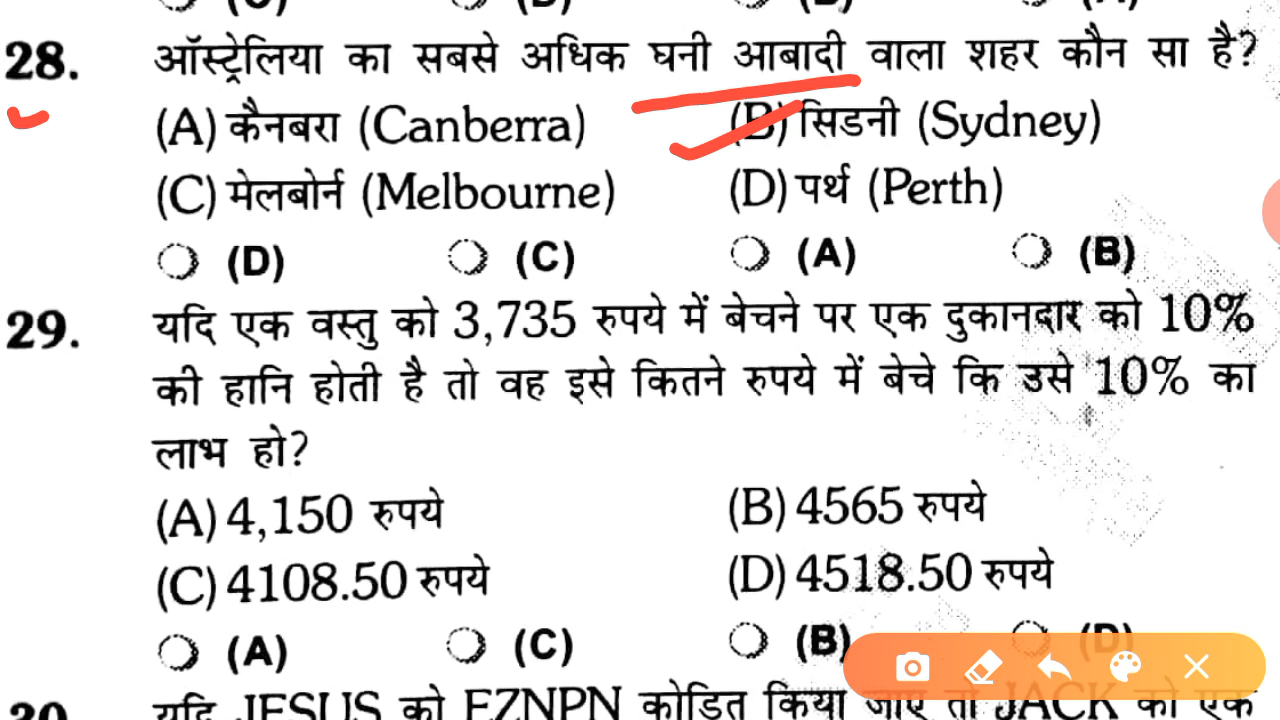 28. ऑस्ट्रेलिया का सबसे अधिक घनी आबादी वाला शहर कौन सा है?
(A) कैनबरा (Canberra) (B) सिडनी (Sydney)
(C) मेलबोर्न (Melbourne) (D) पर्थ (Perth)
(D) (C) (A) (B)
29. यदि एक वस्तु को 3,735 रुपये में बेचने पर एक दुकानदार को 10%
की हानि होती है तो वह इसे कितने रुपये में बेचे कि उसे 10% का
लाभ हो?
(A) 4,150 रुपये (B) 4565 रुपये
(C) 4108.50 रुपये (D) 4518.50 रुपये
(A) (C) (B) (D)
30. यदि JESUS को EZNPN कोडित किया जाए तो JACK को एक